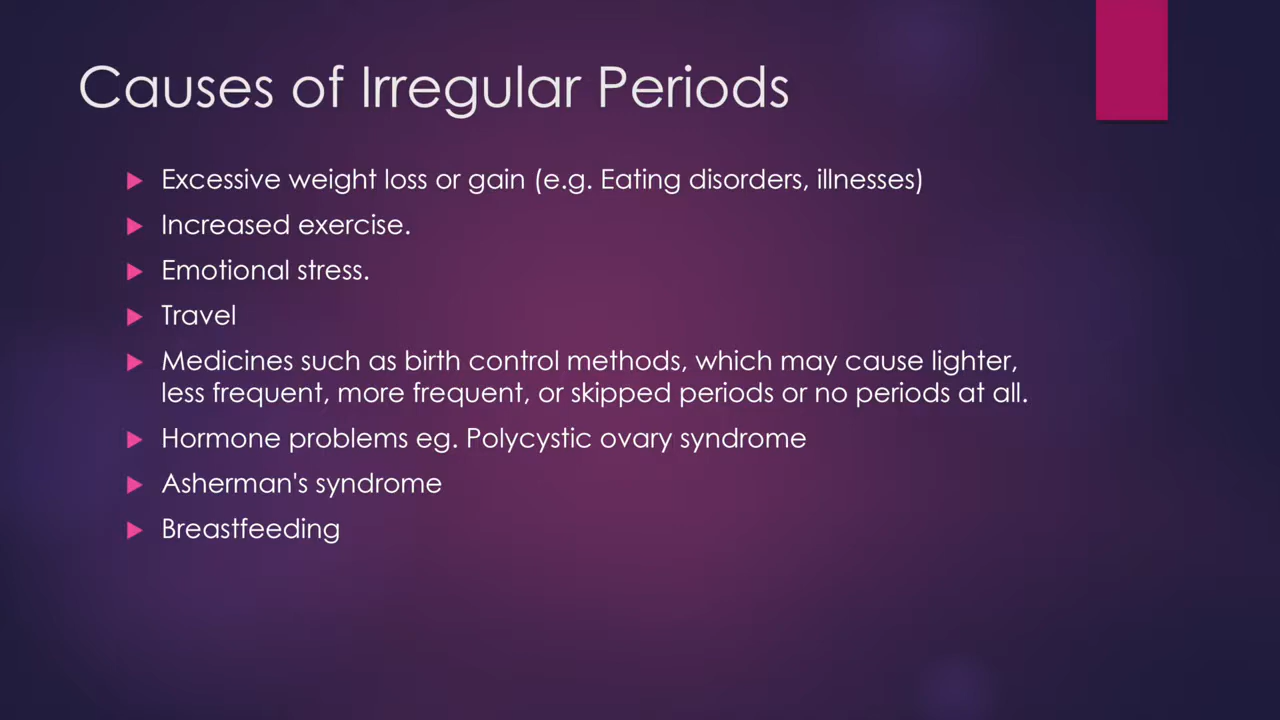 Causes of Irregular Periods
Excessive weight loss or gain (e.g. Eating disorders, illnesses)
Increased exercise.
Emotional stress.
Travel
Medicines such as birth control methods, which may cause lighter,
less frequent, more frequent, or skipped periods or no periods at all.
Hormone problems eg. Polycystic ovary syndrome
Asherman's syndrome
Breastfeeding